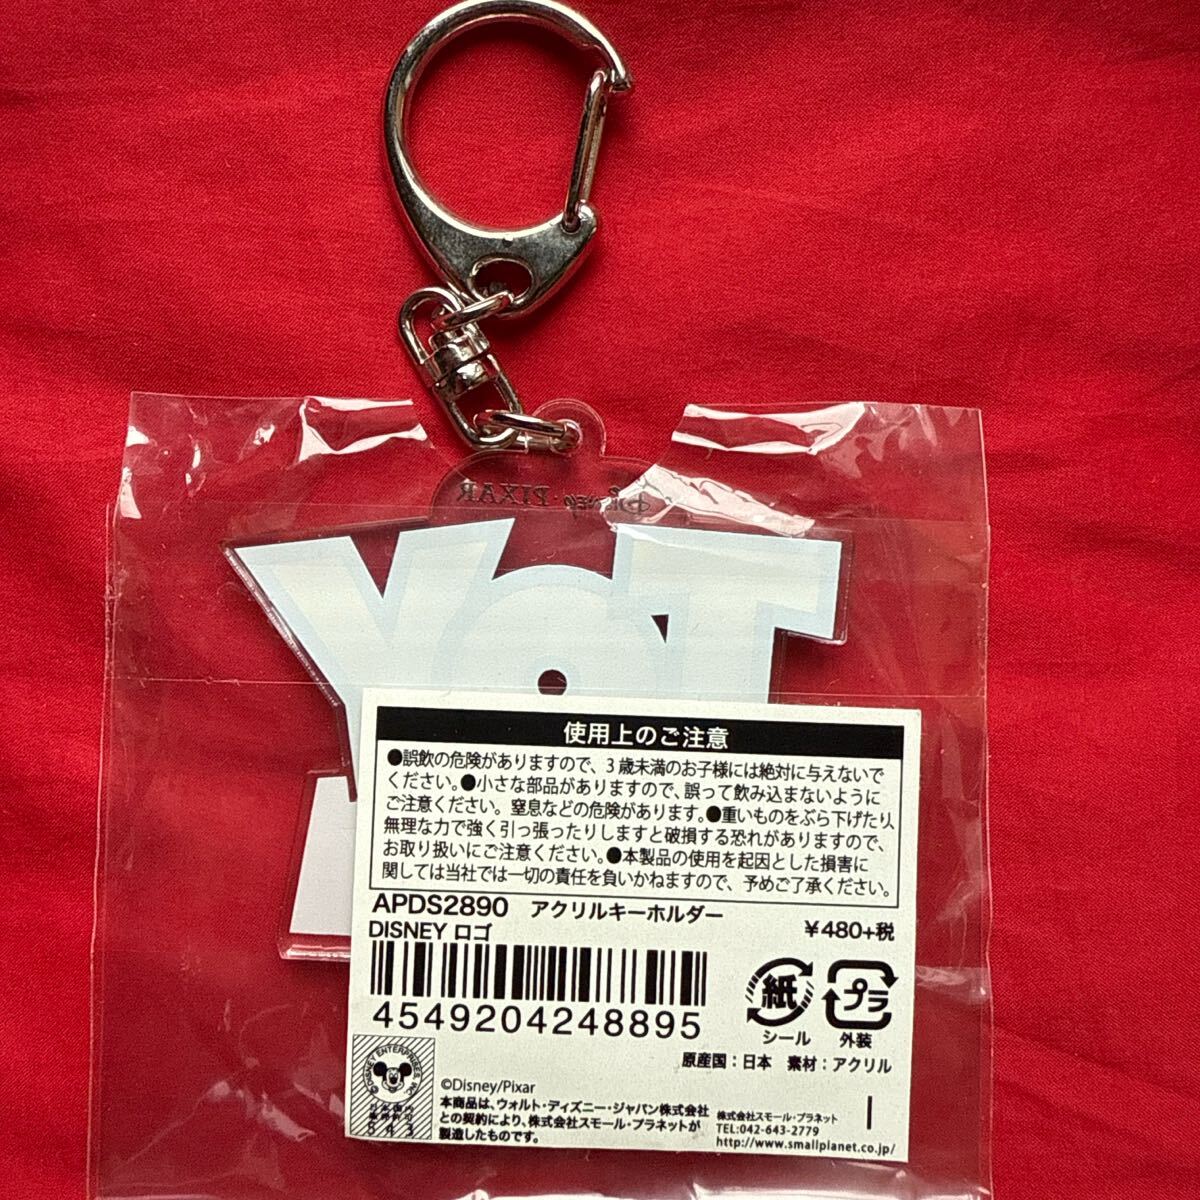 Disney · PIXAR
YOT
使用上のご注意
●誤飲の危険がありますので、3歳未満のお子様には絶対に与えないで
ください。●小さな部品がありますので、誤って飲み込まないように
ご注意ください。窒息などの危険があります。●重いものをぶら下げたり、
無理な力で強く引っ張ったりしますと破損する恐れがありますので、
お取り扱いにご注意ください。●本製品の使用を起因とした損害に
関しては当社では一切の責任を負いかねますので、予めご了承ください。
APDS2890 アクリルキーホルダー
DISNEY ロゴ
¥480+税
4549204248895
紙
シール
プラ
外装
原産国：日本 素材：アクリル
©DISNEY ENTERPRISES, INC.
日本国内
販売許可
543
©Disney/Pixar
本商品は、ウォルト・ディズニー・ジャパン株式会社
との契約により、株式会社スモール・プラネットが
製造したものです。
株式会社スモール・プラネット
TEL:042-643-2779
http://www.smallplanet.co.jp/